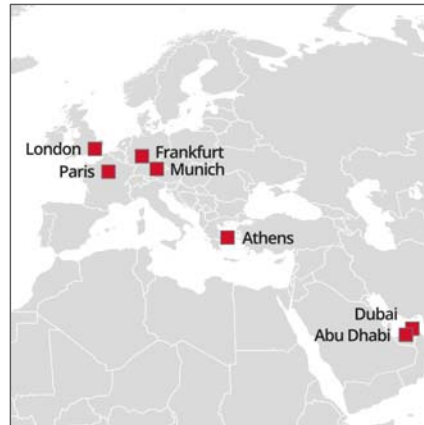 London
Frankfurt
Paris
Munich
Athens
Dubai
Abu Dhabi